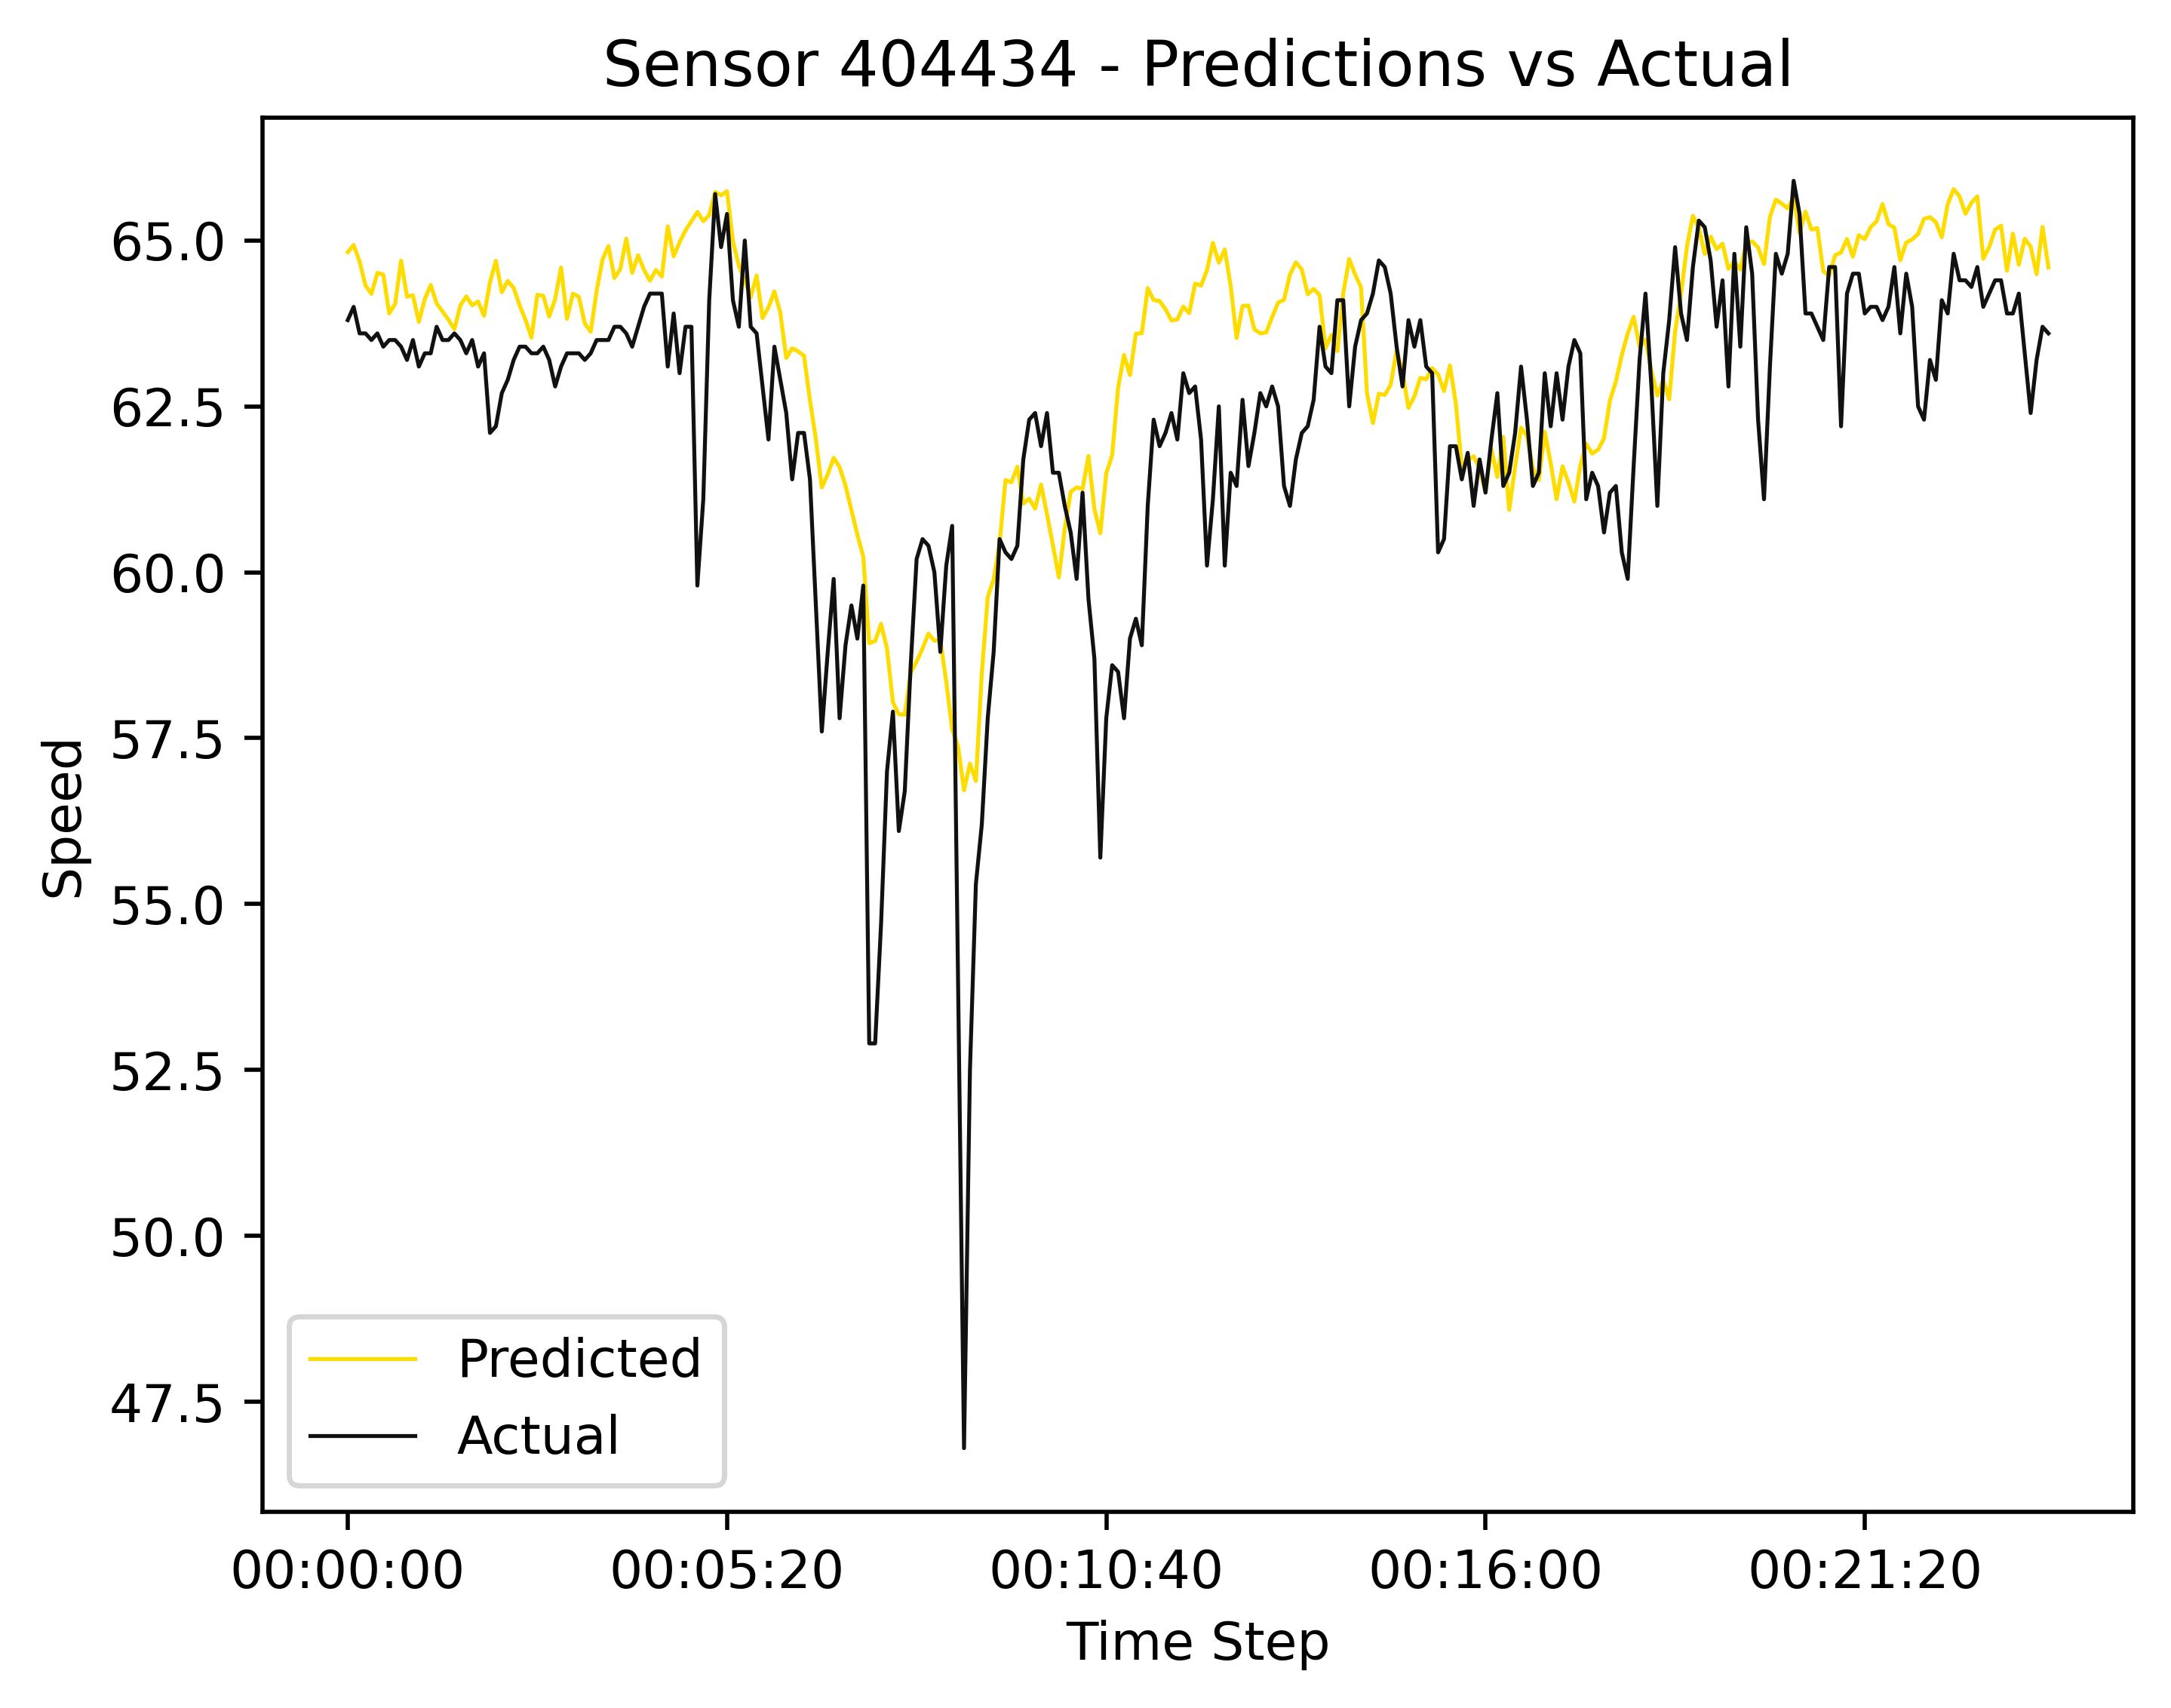 Sensor 404434 - Predictions vs Actual
65.0
62.5
60.0
57.5
55.0
52.5
50.0
47.5
Speed
Predicted
Actual
00:00:00 00:05:20 00:10:40 00:16:00 00:21:20
Time Step